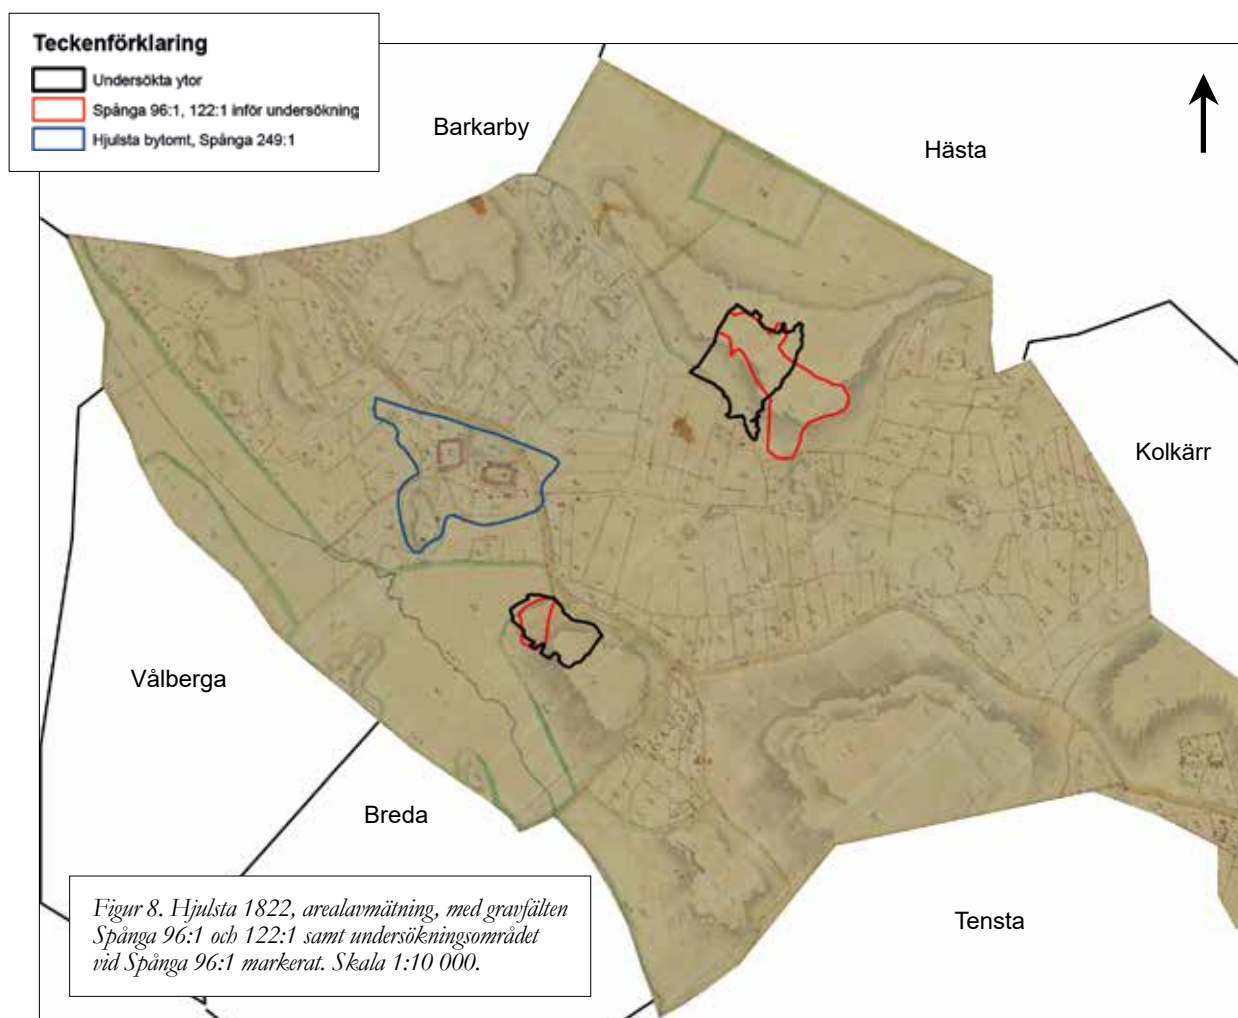 Teckenförklaring
Undersökta ytor
Spånga 96:1, 122:1 inför undersökning
Hjulsta bytomt, Spånga 249:1
Barkarby
Hästa
Kolkärr
Vålberga
Breda
Tensta
Figur 8. Hjulsta 1822, arealavmätning, med gravfälten
Spånga 96:1 och 122:1 samt undersökningsområdet
vid Spånga 96:1 markerat. Skala 1:10 000.